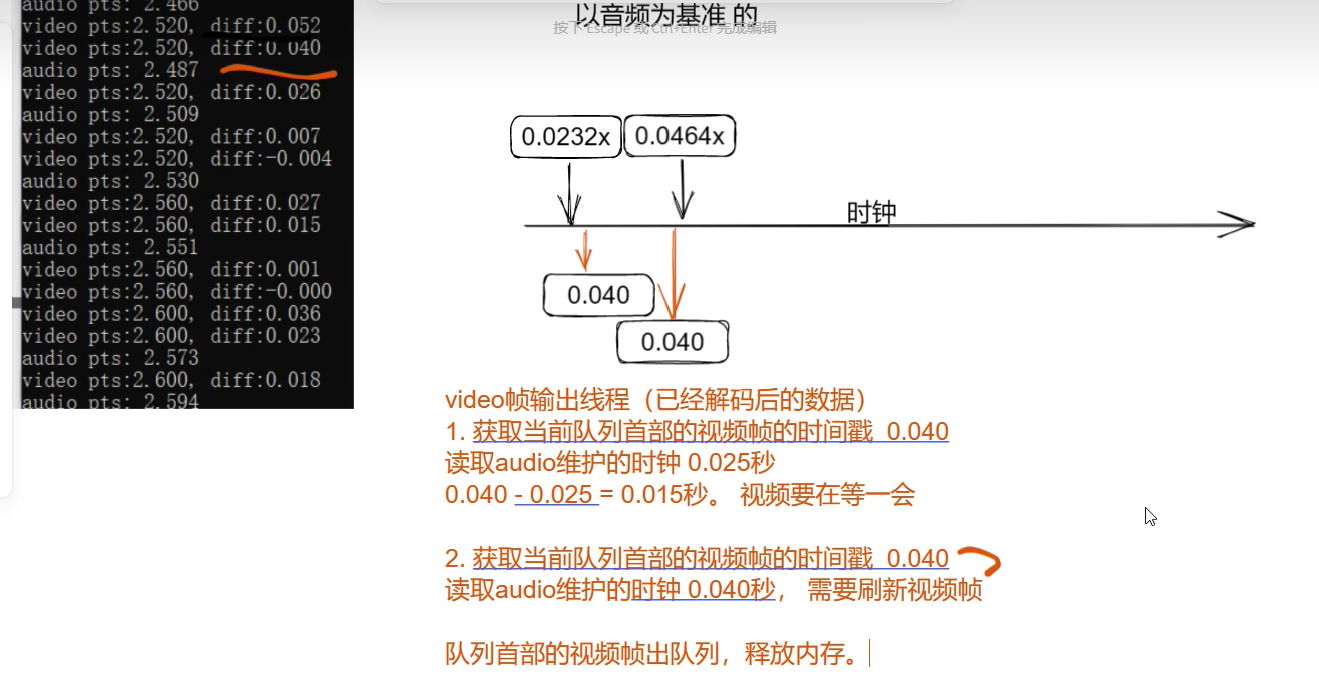 audio pts: 2.466
video pts:2.520, diff:0.052
video pts:2.520, diff:0.040
audio pts: 2.487
video pts:2.520, diff:0.026
audio pts: 2.509
video pts:2.520, diff:0.007
video pts:2.520, diff:-0.004
audio pts: 2.530
video pts:2.560, diff:0.027
video pts:2.560, diff:0.015
audio pts: 2.551
video pts:2.560, diff:0.001
video pts:2.560, diff:-0.000
video pts:2.600, diff:0.036
video pts:2.600, diff:0.023
audio pts: 2.573
video pts:2.600, diff:0.018
audio pts: 2.594
以音频为基准 的
按下 Escape 或 Ctrl+Enter 完成编辑
0.0232x 0.0464x
时钟
0.040
0.040
video帧输出线程（已经解码后的数据）
1. 获取当前队列首部的视频帧的时间戳 0.040
读取audio维护的时钟 0.025秒
0.040 - 0.025 = 0.015秒。 视频要在等一会
2. 获取当前队列首部的视频帧的时间戳 0.040
读取audio维护的时钟 0.040秒， 需要刷新视频帧
队列首部的视频帧出队列，释放内存。